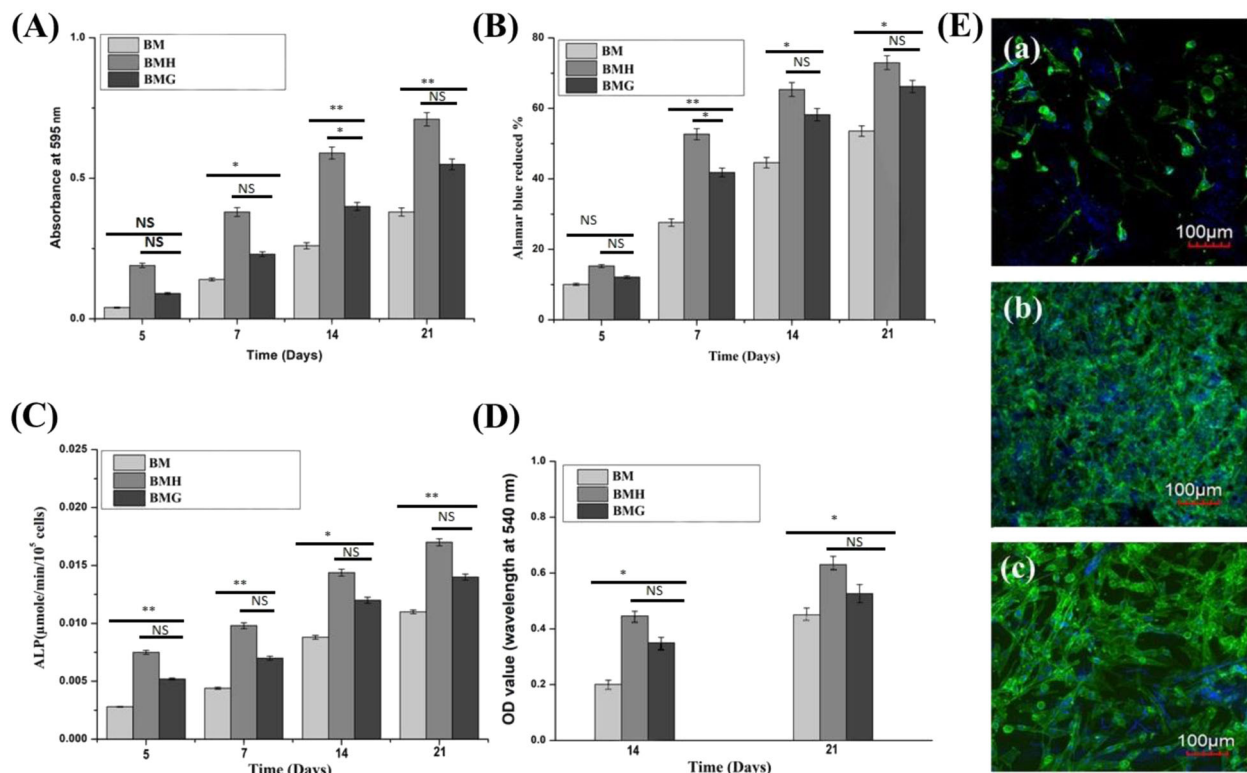 (A)
BM
BMH
BMG
Absorbance at 595 nm
1.0
0.5
0.0
NS
NS
*
NS
**
*
**
NS
5
7
14
21
Time (Days)
(B)
BM
BMH
BMG
Alamar blue reduced %
80
60
40
20
0
NS
NS
**
*
*
NS
*
NS
5
7
14
21
Time (Days)
(C)
BM
BMH
BMG
ALP(µmole/min/10⁵ cells)
0.025
0.020
0.015
0.010
0.005
0.000
**
NS
**
NS
*
NS
**
NS
5
7
14
21
Time (Days)
(D)
BM
BMH
BMG
OD value (wavelength at 540 nm)
1.0
0.8
0.6
0.4
0.2
0.0
*
NS
*
NS
14
21
Time (Days)
(E)
(a)
100µm
(b)
100µm
(c)
100µm